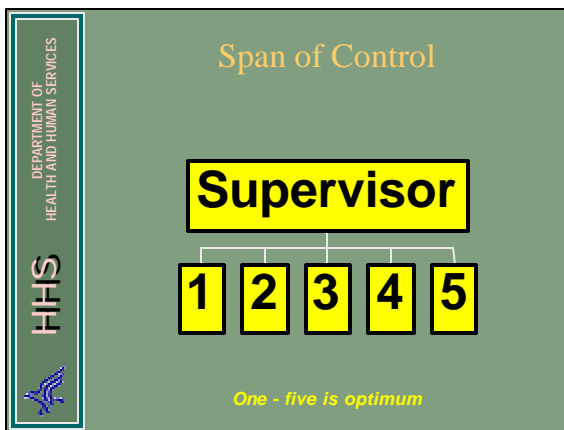 Span of Control
DEPARTMENT OF
HEALTH AND HUMAN SERVICES
HHS
Supervisor
1 2 3 4 5
One - five is optimum